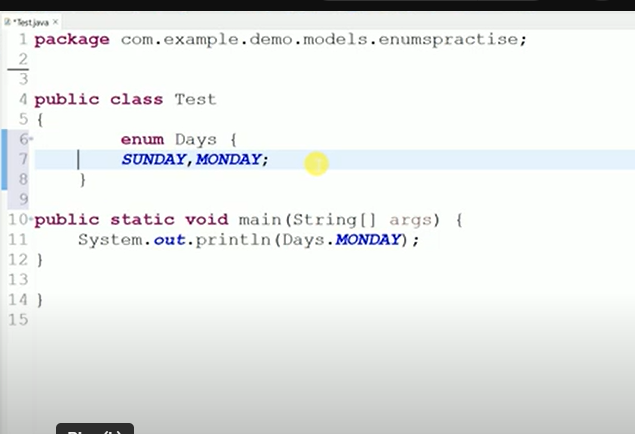 *Test.java
1 package com.example.demo.models.enumspractise;
2
3
4 public class Test
5 {
6 enum Days {
7 SUNDAY,MONDAY;
8 }
9
10 public static void main(String[] args) {
11 System.out.println(Days.MONDAY);
12 }
13
14 }
15